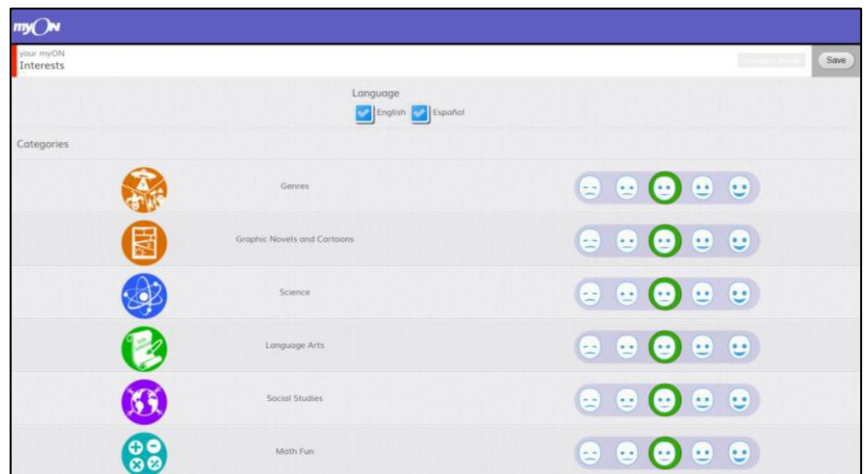 myON
your myON
Interests
Save
Language
English Español
Categories
Genres
Graphic Novels and Cartoons
Science
Language Arts
Social Studies
Math Fun